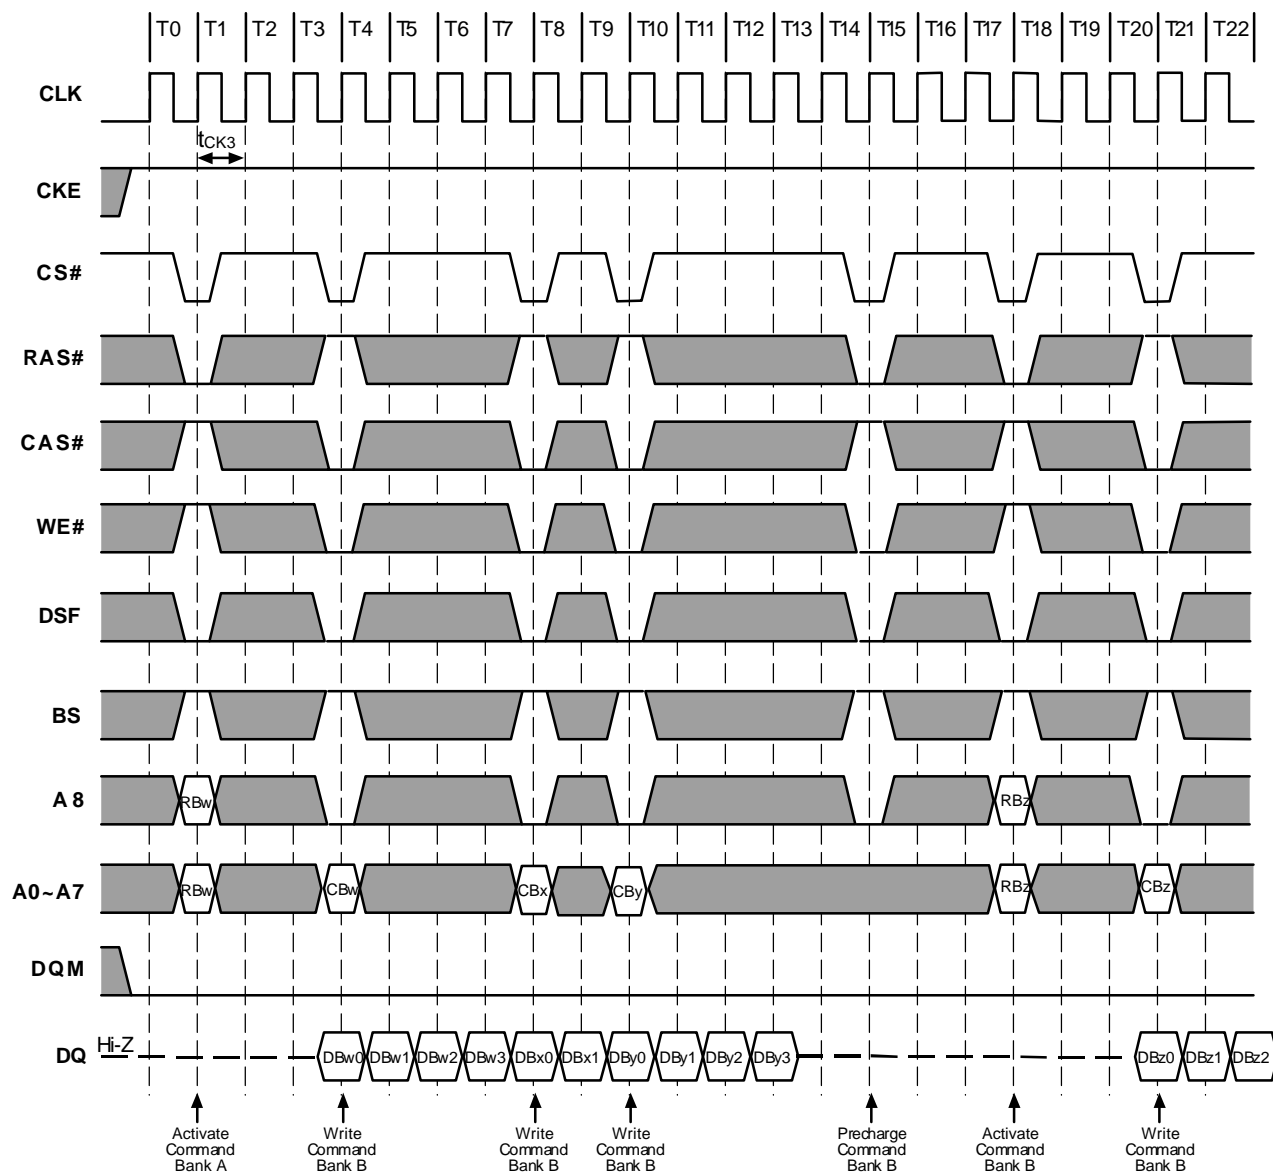 T0 T1 T2 T3 T4 T5 T6 T7 T8 T9 T10 T11 T12 T13 T14 T15 T16 T17 T18 T19 T20 T21 T22
CLK
tCK3
CKE
CS#
RAS#
CAS#
WE#
DSF
BS
A8
RBw RBz
A0~A7
RBw CBw CBx CBy RBz CBz
DQM
DQ
Hi-Z
DBw0 DBw1 DBw2 DBw3 DBx0 DBx1 DBy0 DBy1 DBy2 DBy3 DBz0 DBz1 DBz2
Activate
Command
Bank A
Write
Command
Bank B
Write
Command
Bank B
Write
Command
Bank B
Precharge
Command
Bank B
Activate
Command
Bank B
Write
Command
Bank B